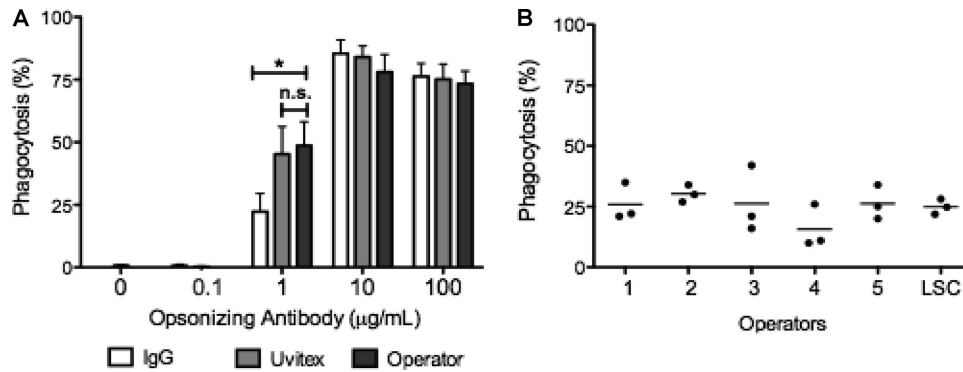 A
Phagocytosis (%)
100
75
50
25
0
*
n.s.
0 0.1 1 10 100
Opsonizing Antibody (μg/mL)
IgG Uvitex Operator
B
Phagocytosis (%)
100
75
50
25
0
1 2 3 4 5 LSC
Operators